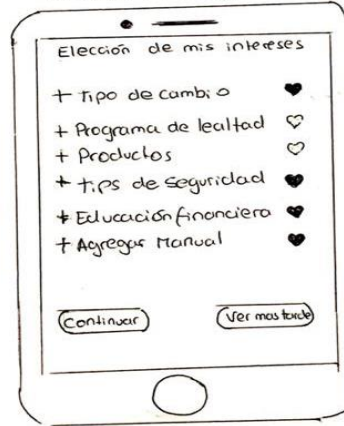 Elección de mis intereses
+ Tipo de cambio
+ Programa de lealtad
+ Productos
+ Tips de seguridad
+ Educación financiera
+ Agregar Manual
Continuar
Ver mas tarde